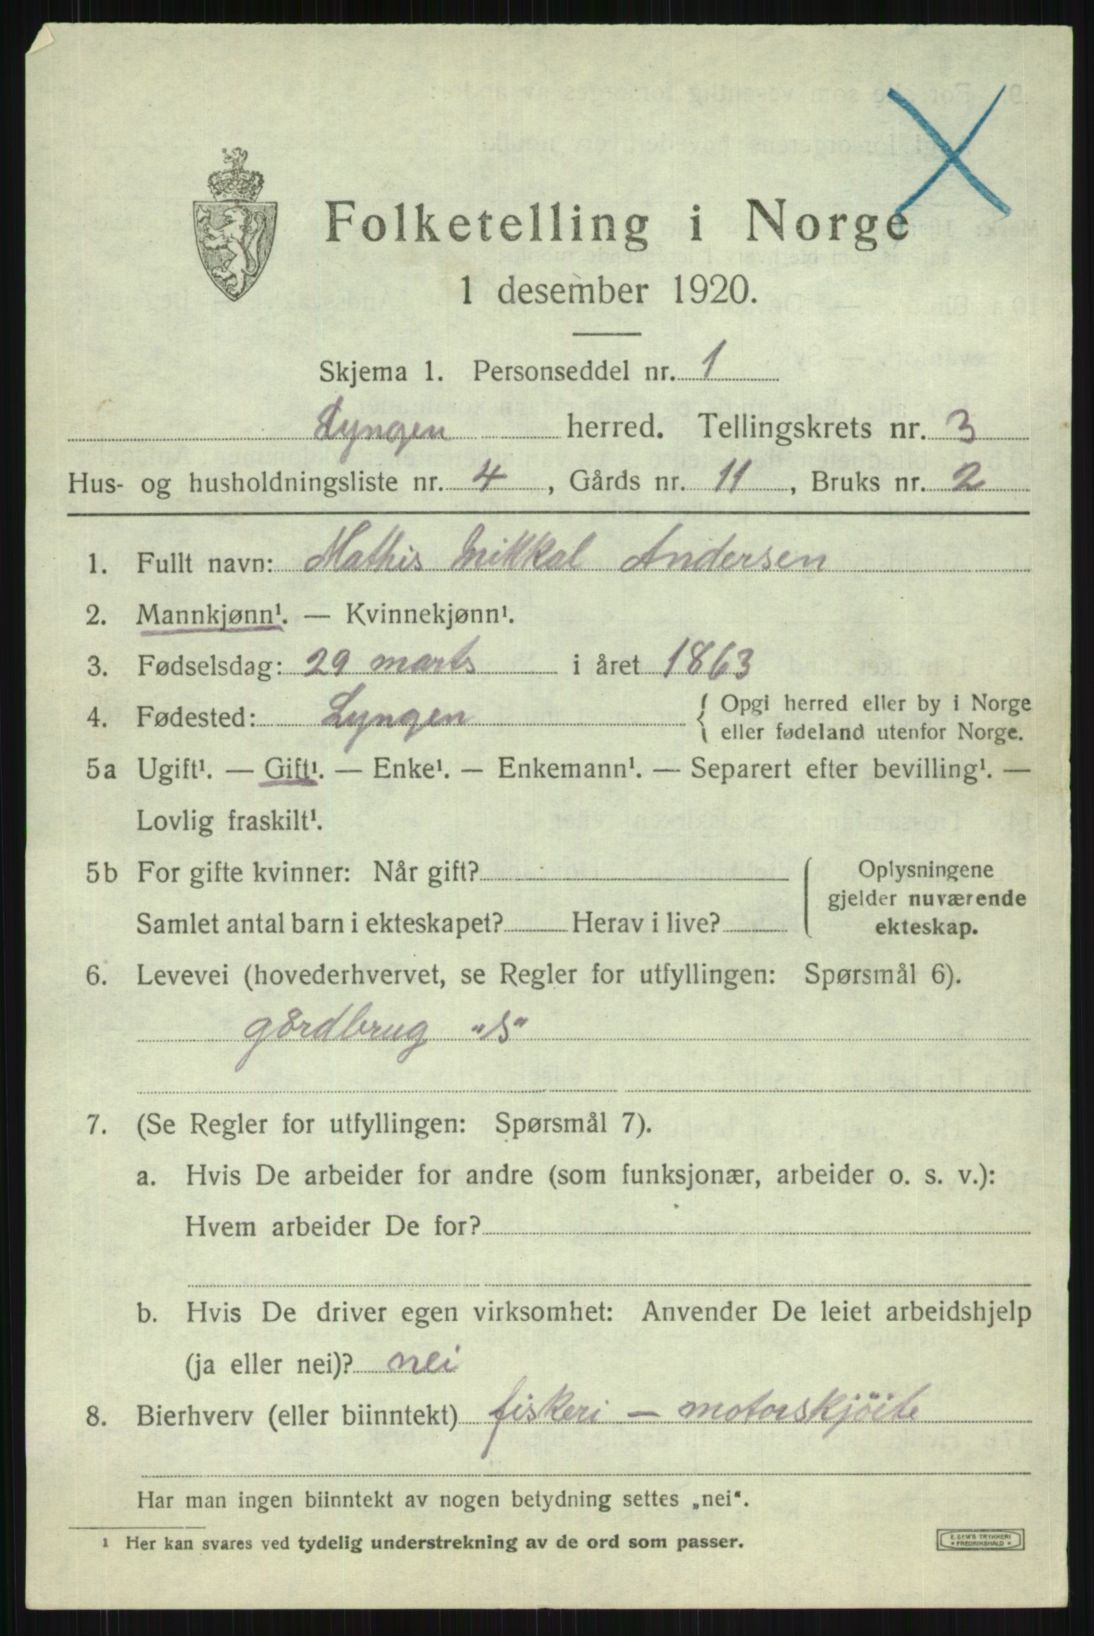 Folketelling i Norge
1 desember 1920.
Skjema 1. Personseddel nr. 1
Lyngen herred. Tellingskrets nr. 3
Hus- og husholdningsliste nr. 4, Gårds nr. 11, Bruks nr. 2
1. Fullt navn: Mathis Mikkal Andersen
2. Mannkjønn¹. — Kvinnekjønn¹.
3. Fødselsdag: 29 marts i året 1863
4. Fødested: Lyngen { Opgi herred eller by i Norge
eller fødeland utenfor Norge.
5a Ugift¹. — Gift¹. — Enke¹. — Enkemann¹. — Separert efter bevilling¹. —
Lovlig fraskilt¹.
5b For gifte kvinner: Når gift?
Samlet antal barn i ekteskapet? Herav i live?
Oplysningene
gjelder nuværende
ekteskap.
6. Levevei (hovederhvervet, se Regler for utfyllingen: Spørsmål 6).
gårdbrug „S"
7. (Se Regler for utfyllingen: Spørsmål 7).
a. Hvis De arbeider for andre (som funksjonær, arbeider o. s. v.):
Hvem arbeider De for?
b. Hvis De driver egen virksomhet: Anvender De leiet arbeidshjelp
(ja eller nei)? nei
8. Bierhverv (eller biinntekt) fiskeri — motorskjöite
Har man ingen biinntekt av nogen betydning settes „nei“.
¹ Her kan svares ved tydelig understrekning av de ord som passer.
E. SEM'S TRYKKERI
FREDRIKSHALD